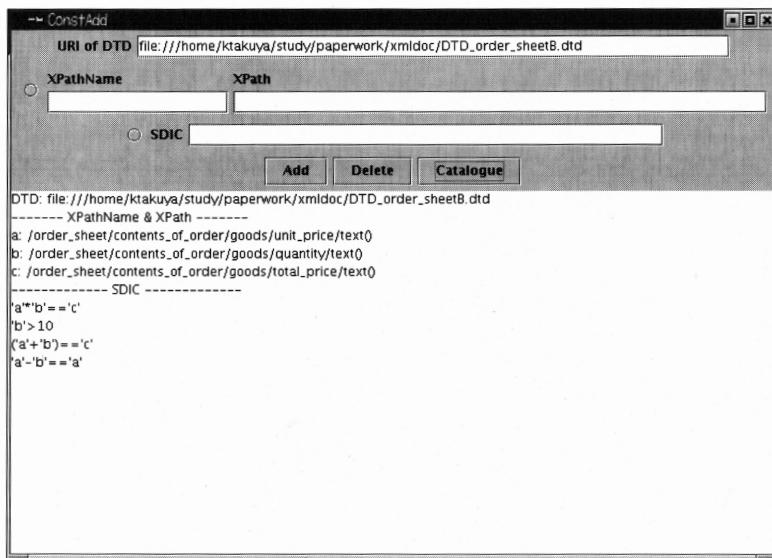 ConstAdd
URI of DTD file:///home/ktakuya/study/paperwork/xmldoc/DTD_order_sheetB.dtd
XPathName XPath
SDIC
Add Delete Catalogue
DTD: file:///home/ktakuya/study/paperwork/xmldoc/DTD_order_sheetB.dtd
------- XPathName & XPath -------
a: /order_sheet/contents_of_order/goods/unit_price/text()
b: /order_sheet/contents_of_order/goods/quantity/text()
c: /order_sheet/contents_of_order/goods/total_price/text()
------------- SDIC -------------
'a'*'b'=='c'
'b'>10
('a'+'b')=='c'
'a'-'b'=='a'